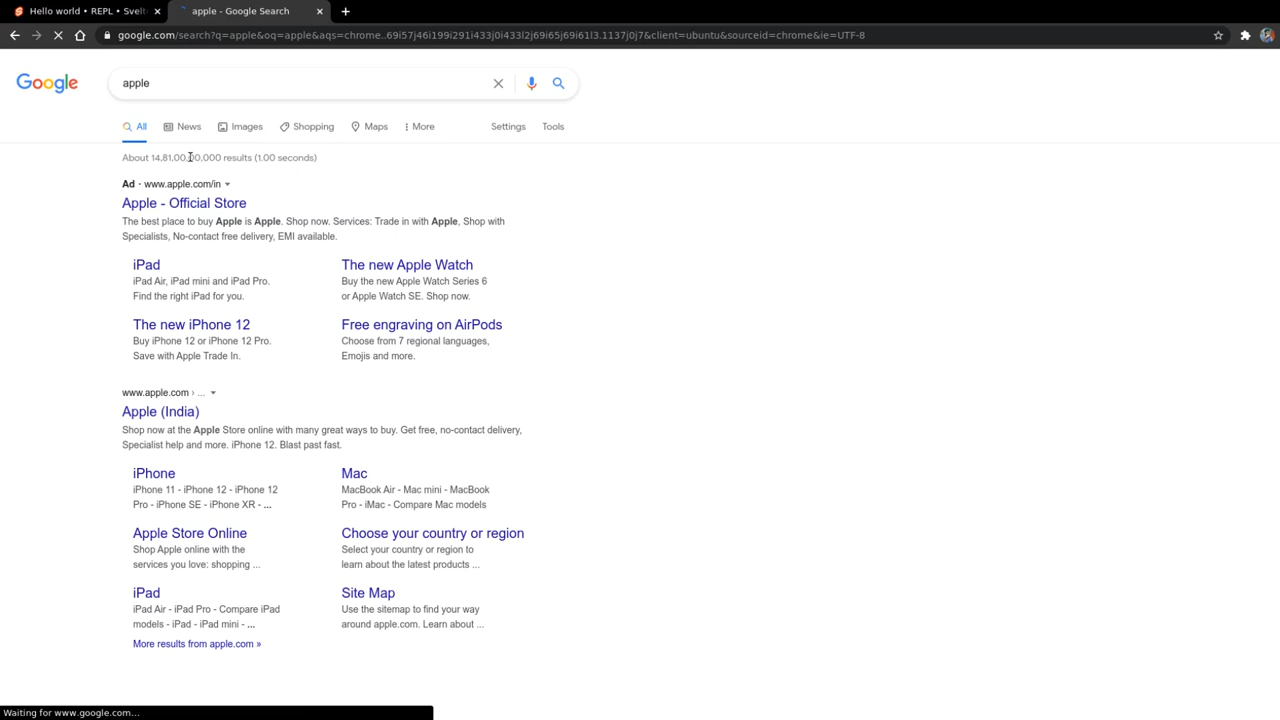 Hello world • REPL • Svelt
apple - Google Search
google.com/search?q=apple&oq=apple&aqs=chrome..69i57j46i199i291i433j0i433l2j69i65j69i61l3.1137j0j7&client=ubuntu&sourceid=chrome&ie=UTF-8
Google
apple
All News Images Shopping Maps More Settings Tools
About 14,81,00,00,000 results (1.00 seconds)
Ad · www.apple.com/in
Apple - Official Store
The best place to buy Apple is Apple. Shop now. Services: Trade in with Apple, Shop with
Specialists, No-contact free delivery, EMI available.
iPad
iPad Air, iPad mini and iPad Pro.
Find the right iPad for you.
The new Apple Watch
Buy the new Apple Watch Series 6
or Apple Watch SE. Shop now.
The new iPhone 12
Buy iPhone 12 or iPhone 12 Pro.
Save with Apple Trade In.
Free engraving on AirPods
Choose from 7 regional languages,
Emojis and more.
www.apple.com › ...
Apple (India)
Shop now at the Apple Store online with many great ways to buy. Get free, no-contact delivery,
Specialist help and more. iPhone 12. Blast past fast.
iPhone
iPhone 11 - iPhone 12 - iPhone 12
Pro - iPhone SE - iPhone XR - ...
Mac
MacBook Air - Mac mini - MacBook
Pro - iMac - Compare Mac models
Apple Store Online
Shop Apple online with the
services you love: shopping ...
Choose your country or region
Select your country or region to
learn about the latest products ...
iPad
iPad Air - iPad Pro - Compare iPad
models - iPad - iPad mini - ...
Site Map
Use the sitemap to find your way
around apple.com. Learn about ...
More results from apple.com »
Waiting for www.google.com...